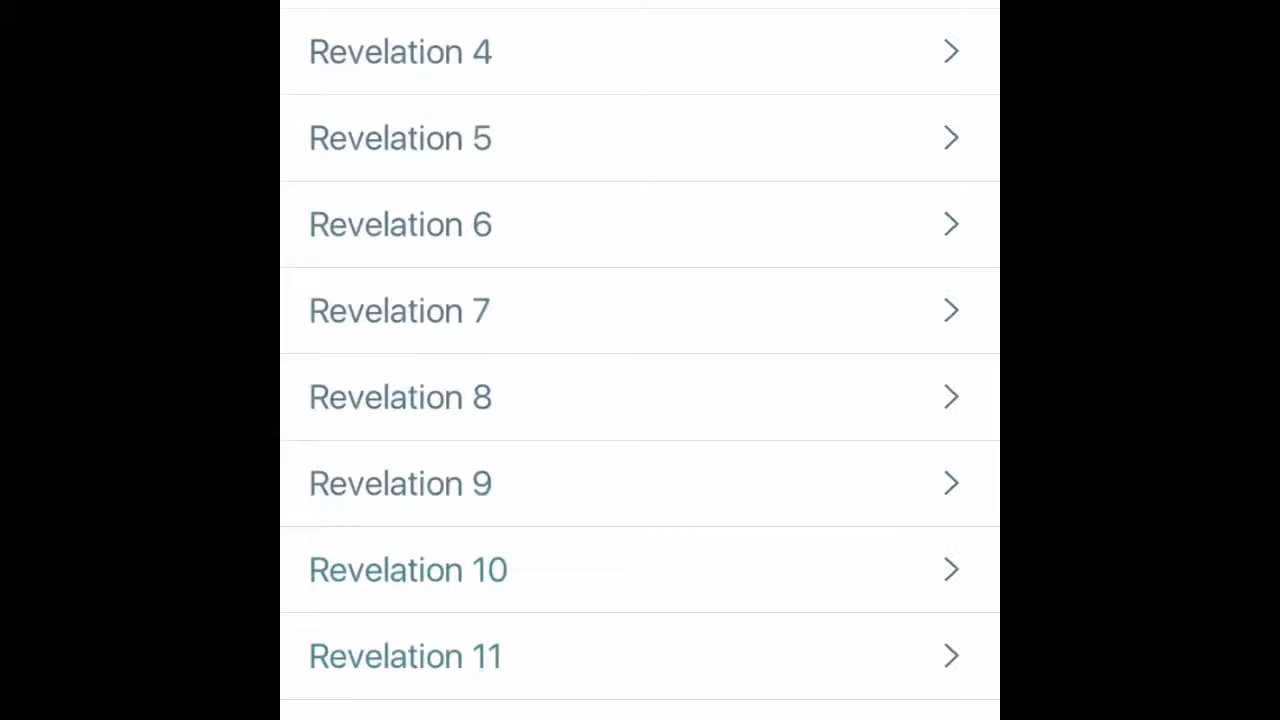 Revelation 4
Revelation 5
Revelation 6
Revelation 7
Revelation 8
Revelation 9
Revelation 10
Revelation 11